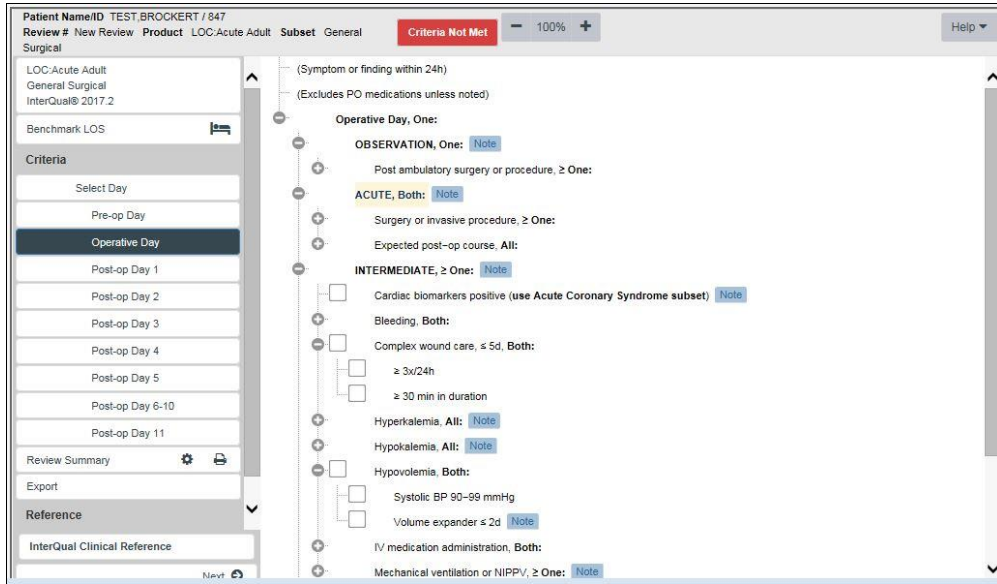 Patient Name/ID TEST,BROCKERT / 847
Review # New Review Product LOC:Acute Adult Subset General
Surgical
Criteria Not Met
100%
Help
LOC:Acute Adult
General Surgical
InterQual® 2017.2
Benchmark LOS
Criteria
Select Day
Pre-op Day
Operative Day
Post-op Day 1
Post-op Day 2
Post-op Day 3
Post-op Day 4
Post-op Day 5
Post-op Day 6-10
Post-op Day 11
Review Summary
Export
Reference
InterQual Clinical Reference
Next
(Symptom or finding within 24h)
(Excludes PO medications unless noted)
Operative Day, One:
OBSERVATION, One: Note
Post ambulatory surgery or procedure, ≥ One:
ACUTE, Both: Note
Surgery or invasive procedure, ≥ One:
Expected post-op course, All:
INTERMEDIATE, ≥ One: Note
Cardiac biomarkers positive (use Acute Coronary Syndrome subset) Note
Bleeding, Both:
Complex wound care, ≤ 5d, Both:
≥ 3x/24h
≥ 30 min in duration
Hyperkalemia, All: Note
Hypokalemia, All: Note
Hypovolemia, Both:
Systolic BP 90-99 mmHg
Volume expander ≤ 2d Note
IV medication administration, Both:
Mechanical ventilation or NIPPV, ≥ One: Note